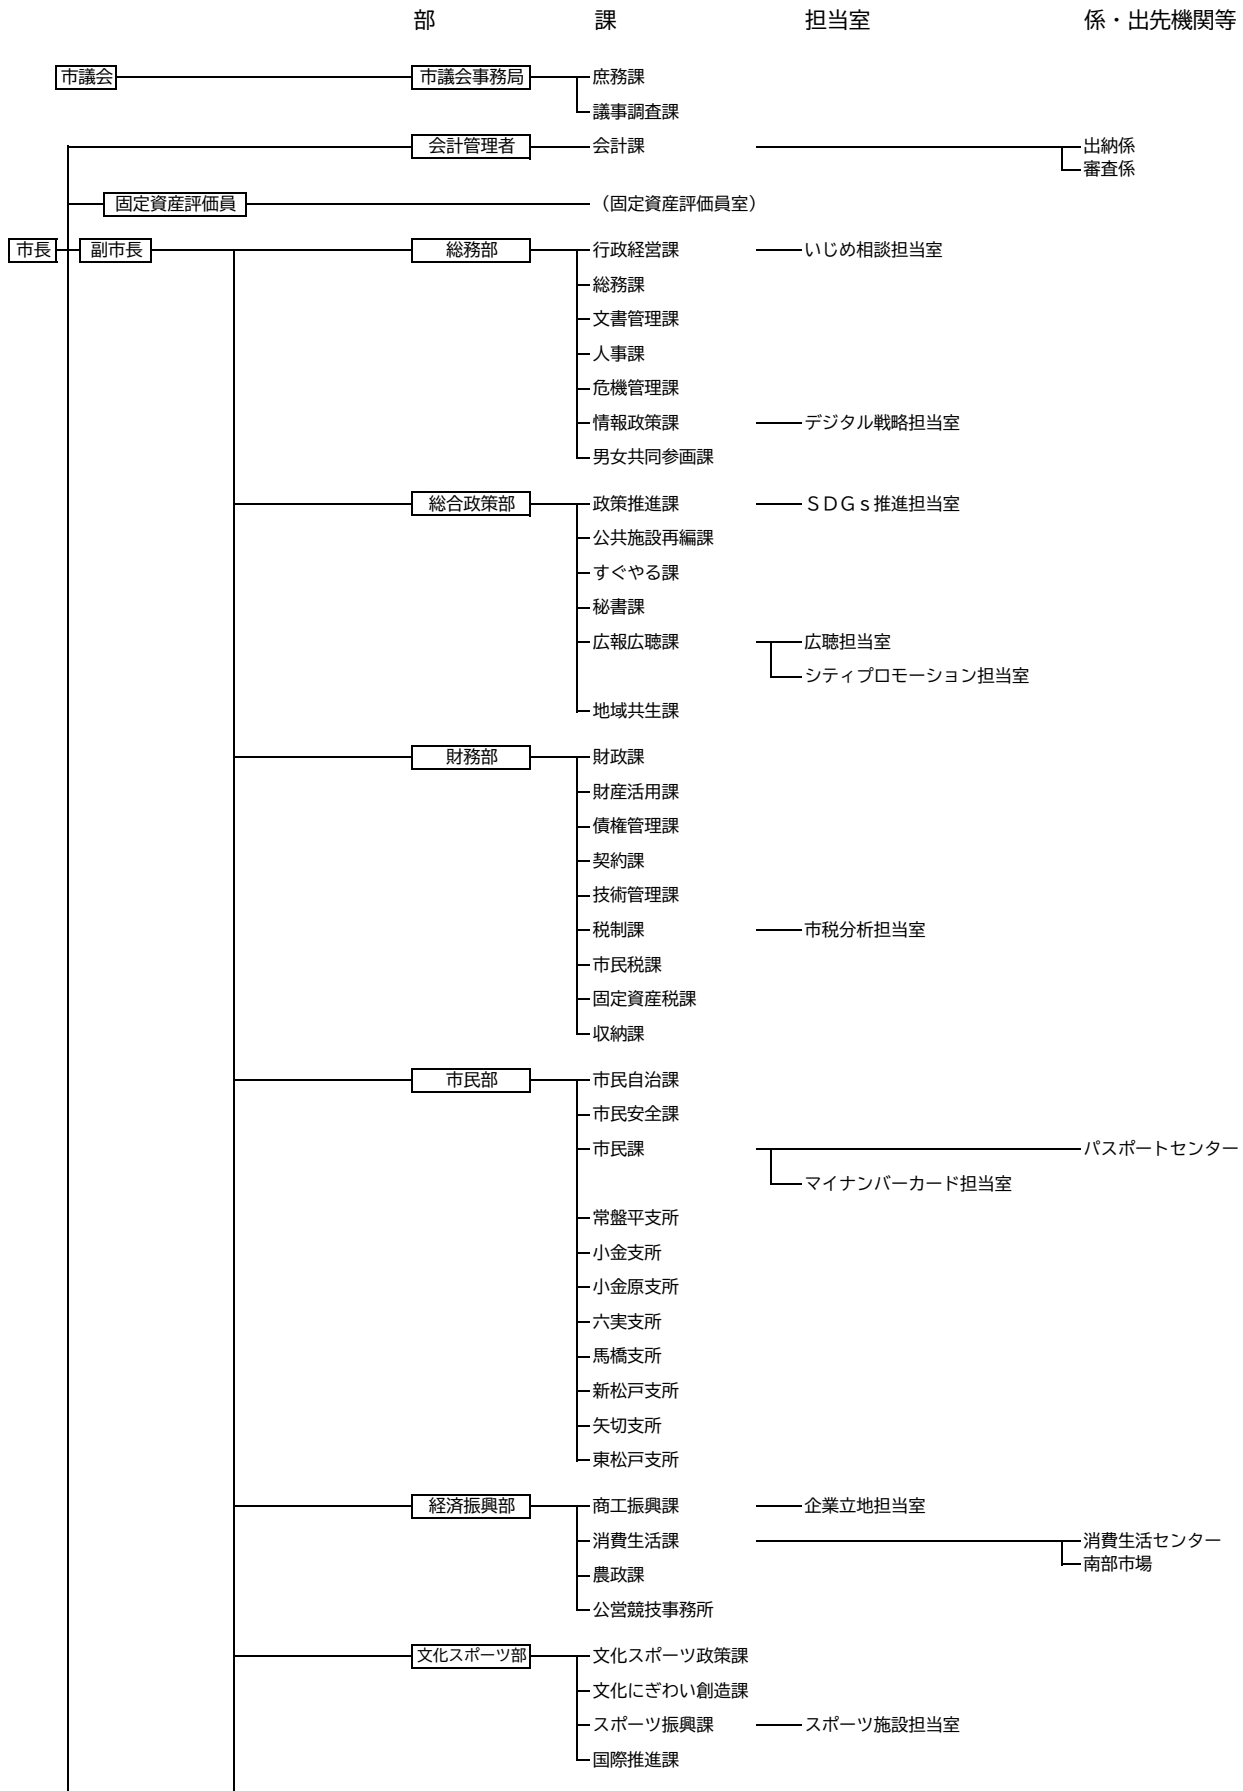 部 課 担当室 係・出先機関等
市議会 市議会事務局 庶務課
議事調査課
会計管理者 会計課 出納係
審査係
固定資産評価員 （固定資産評価員室）
市長 副市長 総務部 行政経営課 いじめ相談担当室
総務課
文書管理課
人事課
危機管理課
情報政策課 デジタル戦略担当室
男女共同参画課
総合政策部 政策推進課 ＳＤＧｓ推進担当室
公共施設再編課
すぐやる課
秘書課
広報広聴課 広聴担当室
シティプロモーション担当室
地域共生課
財務部 財政課
財産活用課
債権管理課
契約課
技術管理課
税制課 市税分析担当室
市民税課
固定資産税課
収納課
市民部 市民自治課
市民安全課
市民課 パスポートセンター
マイナンバーカード担当室
常盤平支所
小金支所
小金原支所
六実支所
馬橋支所
新松戸支所
矢切支所
東松戸支所
経済振興部 商工振興課 企業立地担当室
消費生活課 消費生活センター
南部市場
農政課
公営競技事務所
文化スポーツ部 文化スポーツ政策課
文化にぎわい創造課
スポーツ振興課 スポーツ施設担当室
国際推進課